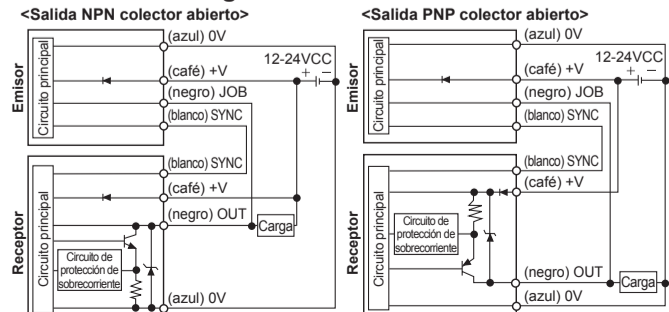 <Salida NPN colector abierto>
(azul) 0V
12-24VCC
(café) +V
+ −
(negro) JOB
(blanco) SYNC
Emisor
Circuito principal
(blanco) SYNC
(café) +V
(negro) OUT
Carga
Circuito de
protección de
sobrecorriente
(azul) 0V
Receptor
Circuito principal
<Salida PNP colector abierto>
(azul) 0V
12-24VCC
(café) +V
+ −
(negro) JOB
(blanco) SYNC
Emisor
Circuito principal
(blanco) SYNC
(café) +V
Circuito de
protección de
sobrecorriente
(negro) OUT
Carga
(azul) 0V
Receptor
Circuito principal